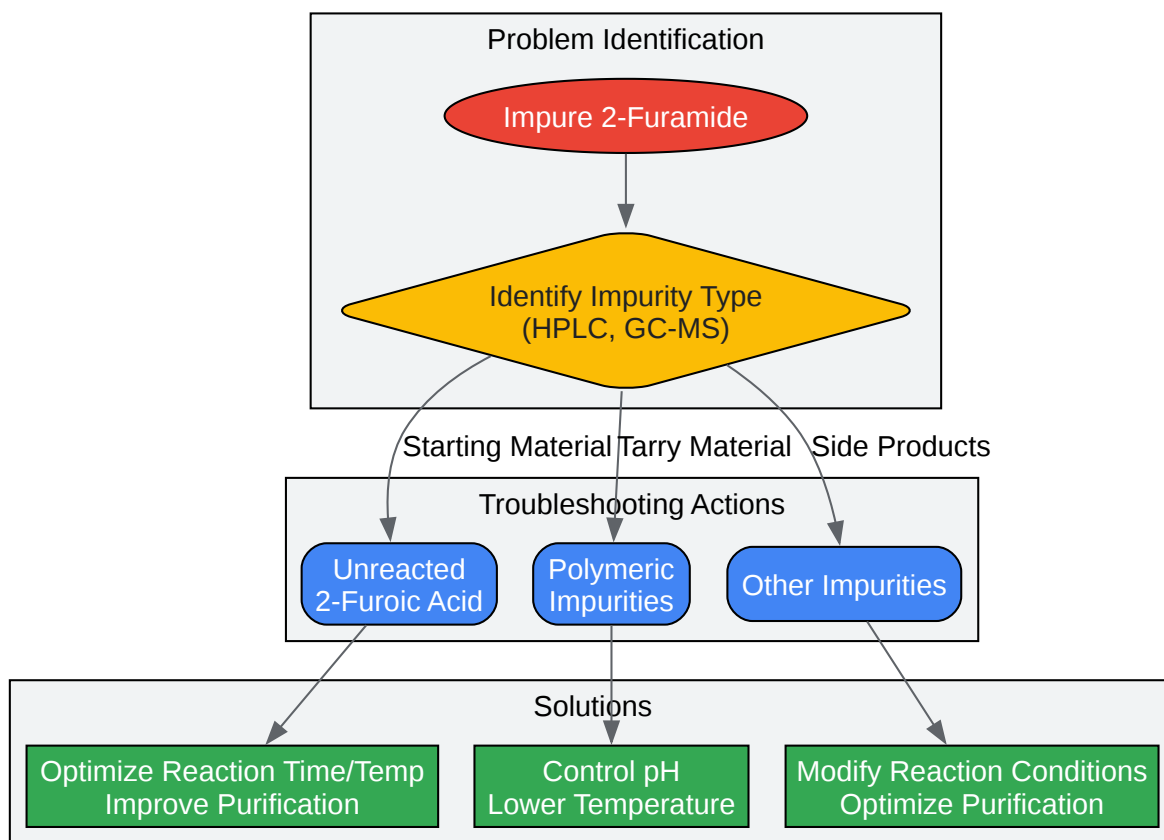 Problem Identification
Impure 2-Furamide
Identify Impurity Type
(HPLC, GC-MS)
Starting Material
Tarry Material
Side Products
Troubleshooting Actions
Unreacted
2-Furoic Acid
Polymeric
Impurities
Other Impurities
Solutions
Optimize Reaction Time/Temp
Improve Purification
Control pH
Lower Temperature
Modify Reaction Conditions
Optimize Purification